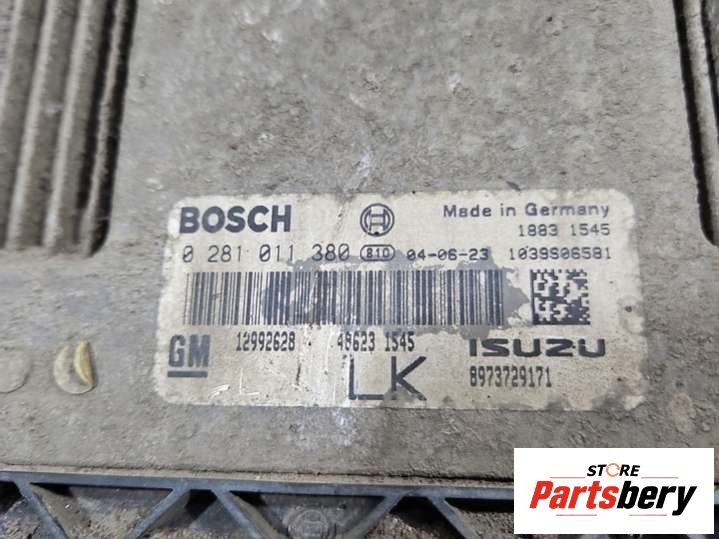 BOSCH Made in Germany
1883 1545
0 281 011 380 810 04-06-23 1039S06581
GM 12992628 48623 1545 ISUZU
LK 8973729171
STORE
Partsbery